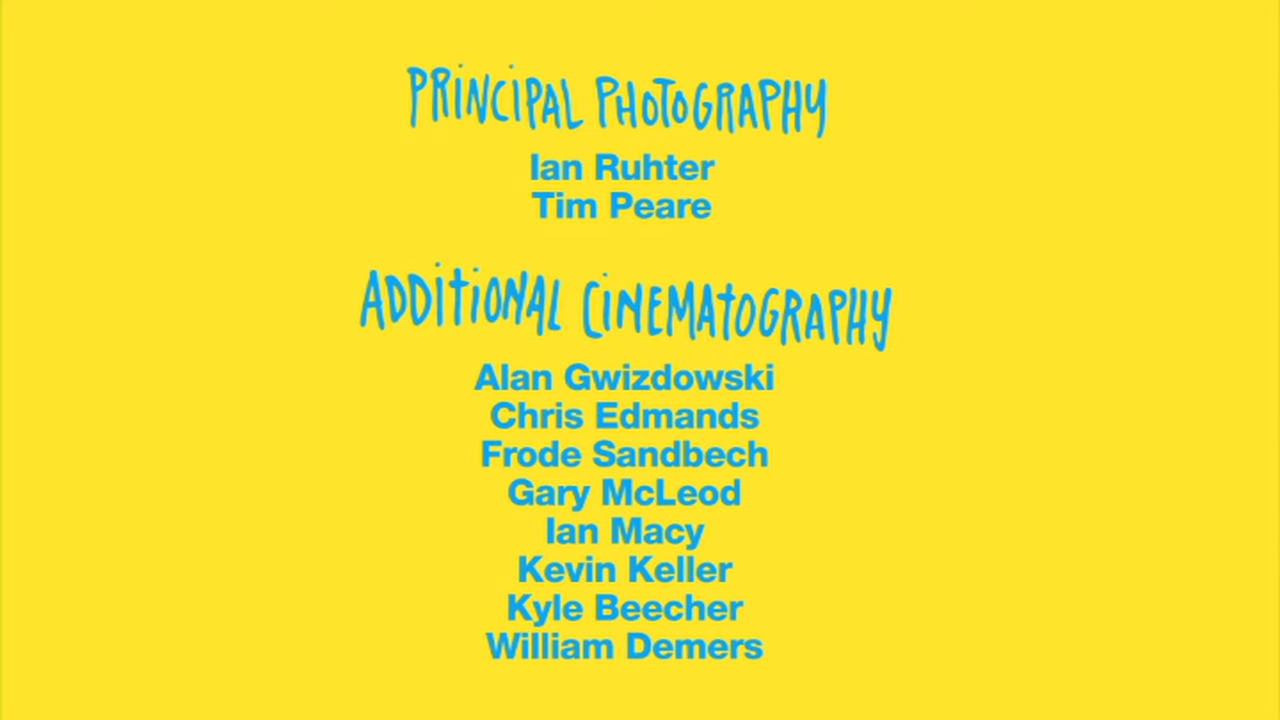 PRINCIPAL PHOTOGRAPHY
Ian Ruhter
Tim Peare
ADDITIONAL CINEMATOGRAPHY
Alan Gwizdowski
Chris Edmands
Frode Sandbech
Gary McLeod
Ian Macy
Kevin Keller
Kyle Beecher
William Demers